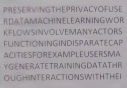 PRESERVINGTHEPRIVACYOFUSE
RDATAMACHINELEARNINGWOR
KFLOWSINVOLVEMANYACTORS
FUNCTIONINGINDISPARATECAP
ACITIESFOREXAMPLEUSERSMA
YGENERATETRAININGDATATHR
OUGHINTERACTIONSWITHTHEI